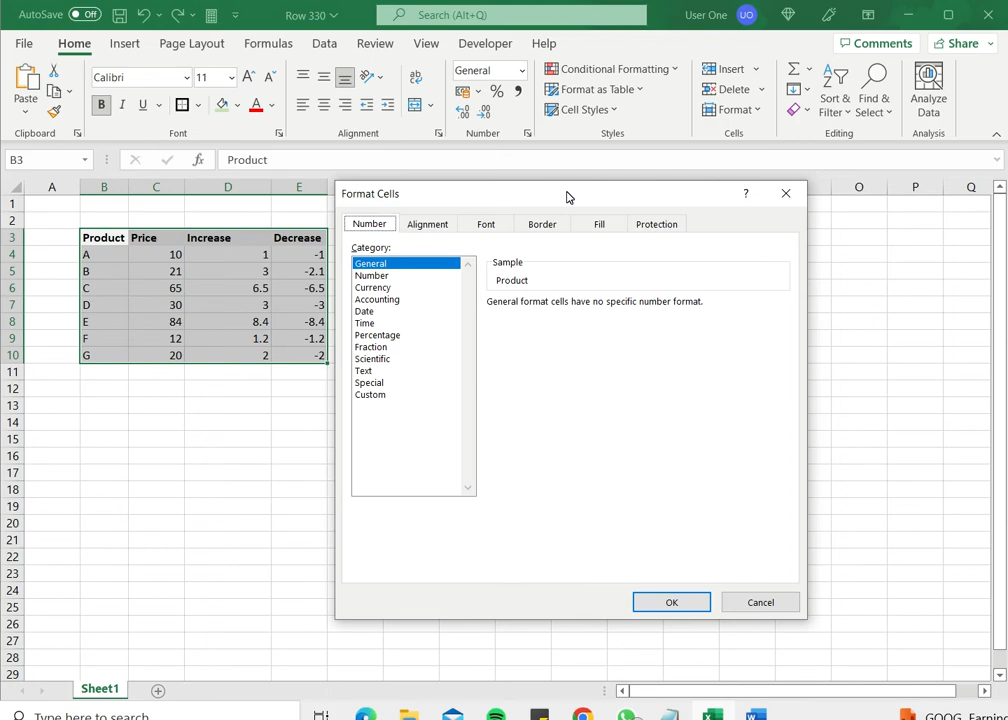 AutoSave Off Row 330 Search (Alt+Q) User One UO
File Home Insert Page Layout Formulas Data Review View Developer Help Comments Share
Calibri 11 General Conditional Formatting Insert
Paste B I U Format as Table Delete Sort & Filter Find & Select Analyze Data
Cell Styles Format
Clipboard Font Alignment Number Styles Cells Editing Analysis
B3 fx Product
A B C D E O P Q
1
2
3 Product Price Increase Decrease
4 A 10 1 -1
5 B 21 3 -2.1
6 C 65 6.5 -6.5
7 D 30 3 -3
8 E 84 8.4 -8.4
9 F 12 1.2 -1.2
10 G 20 2 -2
11
12
13
14
15
16
17
18
19
20
21
22
23
24
25
26
27
28
29
Format Cells ?
Number Alignment Font Border Fill Protection
Category:
General
Number
Currency
Accounting
Date
Time
Percentage
Fraction
Scientific
Text
Special
Custom
Sample
Product
General format cells have no specific number format.
OK Cancel
Sheet1
Type here to search